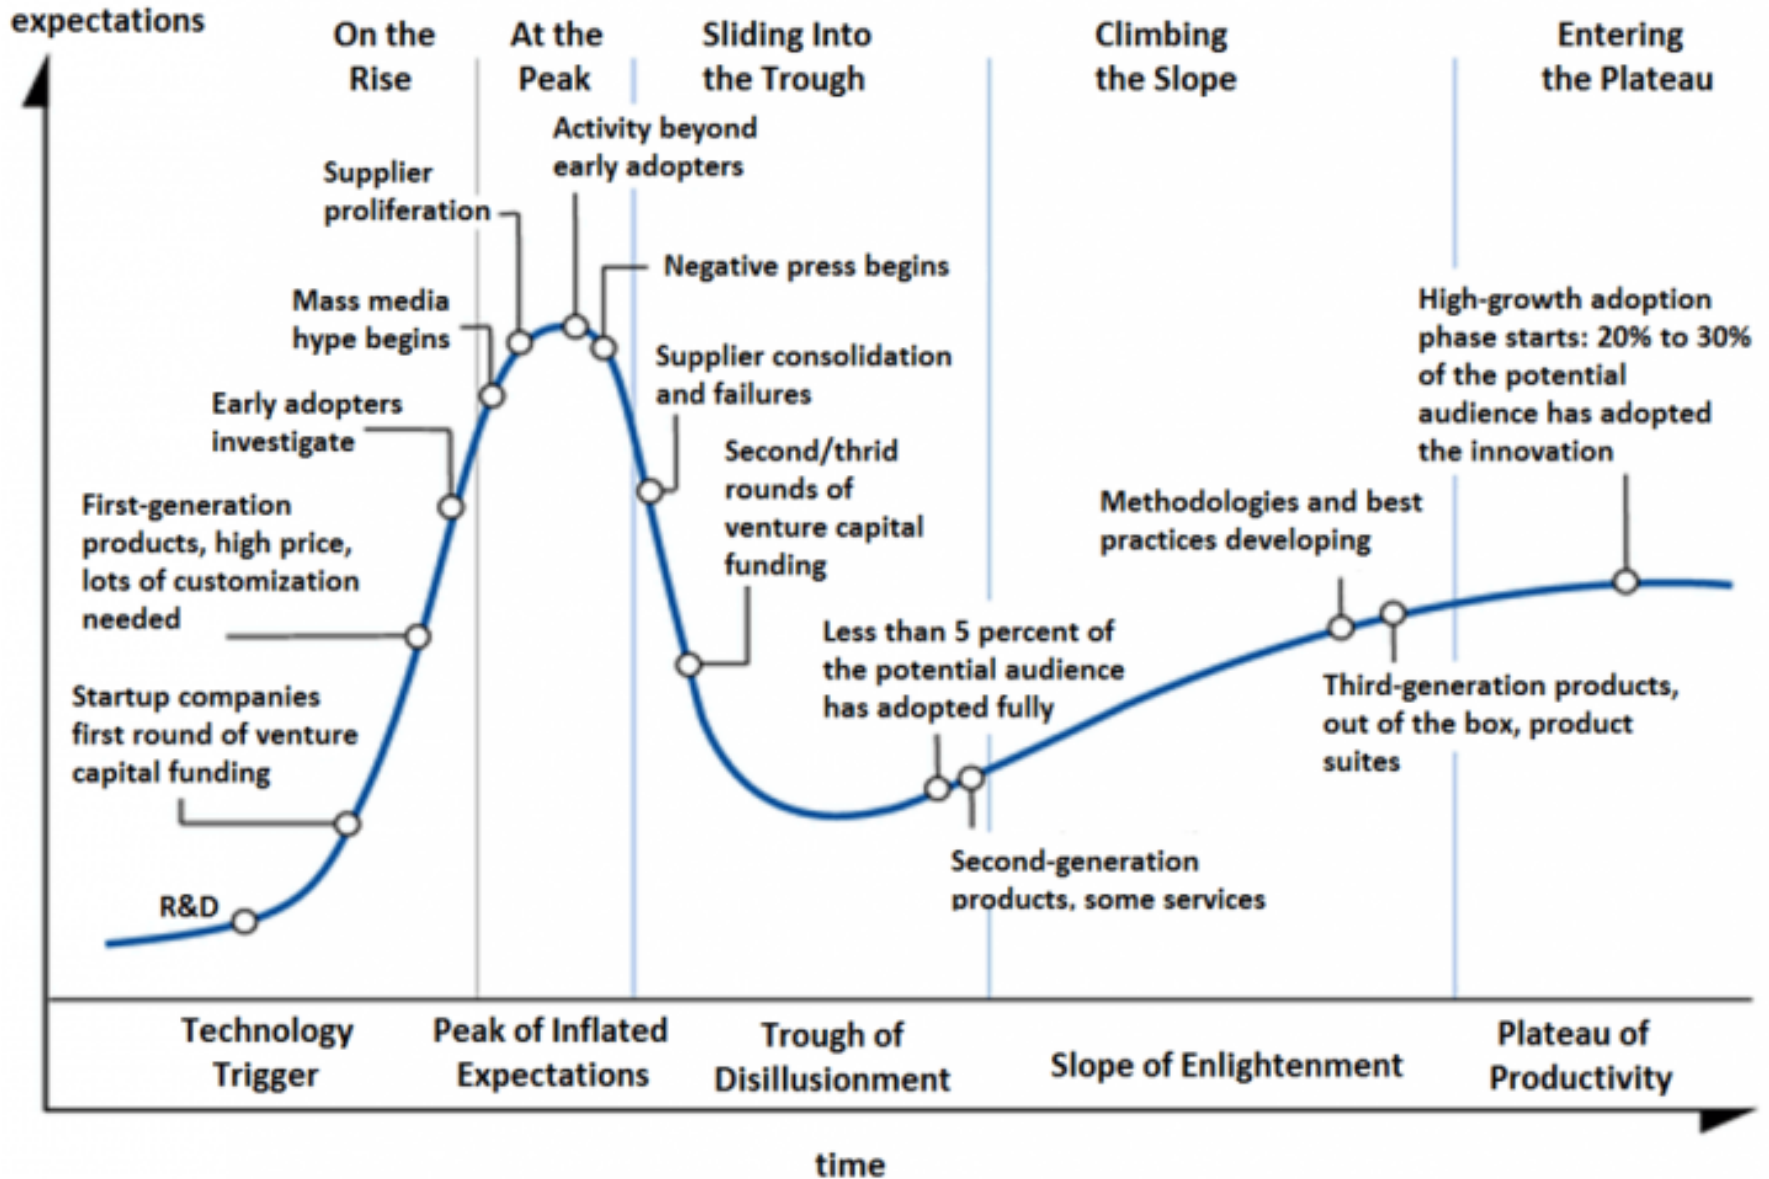 expectations
On the
Rise
At the
Peak
Sliding Into
the Trough
Climbing
the Slope
Entering
the Plateau
Activity beyond
early adopters
Supplier
proliferation
Negative press begins
Mass media
hype begins
Supplier consolidation
and failures
Early adopters
investigate
Second/thrid
rounds of
venture capital
funding
High-growth adoption
phase starts: 20% to 30%
of the potential
audience has adopted
the innovation
First-generation
products, high price,
lots of customization
needed
Methodologies and best
practices developing
Less than 5 percent of
the potential audience
has adopted fully
Startup companies
first round of venture
capital funding
Third-generation products,
out of the box, product
suites
Second-generation
products, some services
R&D
Technology
Trigger
Peak of Inflated
Expectations
Trough of
Disillusionment
Slope of Enlightenment
Plateau of
Productivity
time